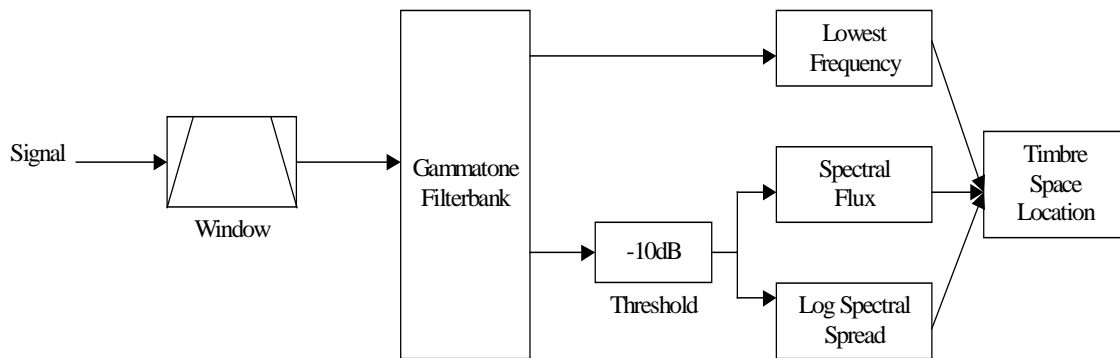 Signal
Window
Gammatone
Filterbank
-10dB
Threshold
Lowest
Frequency
Spectral
Flux
Log Spectral
Spread
Timbre
Space
Location